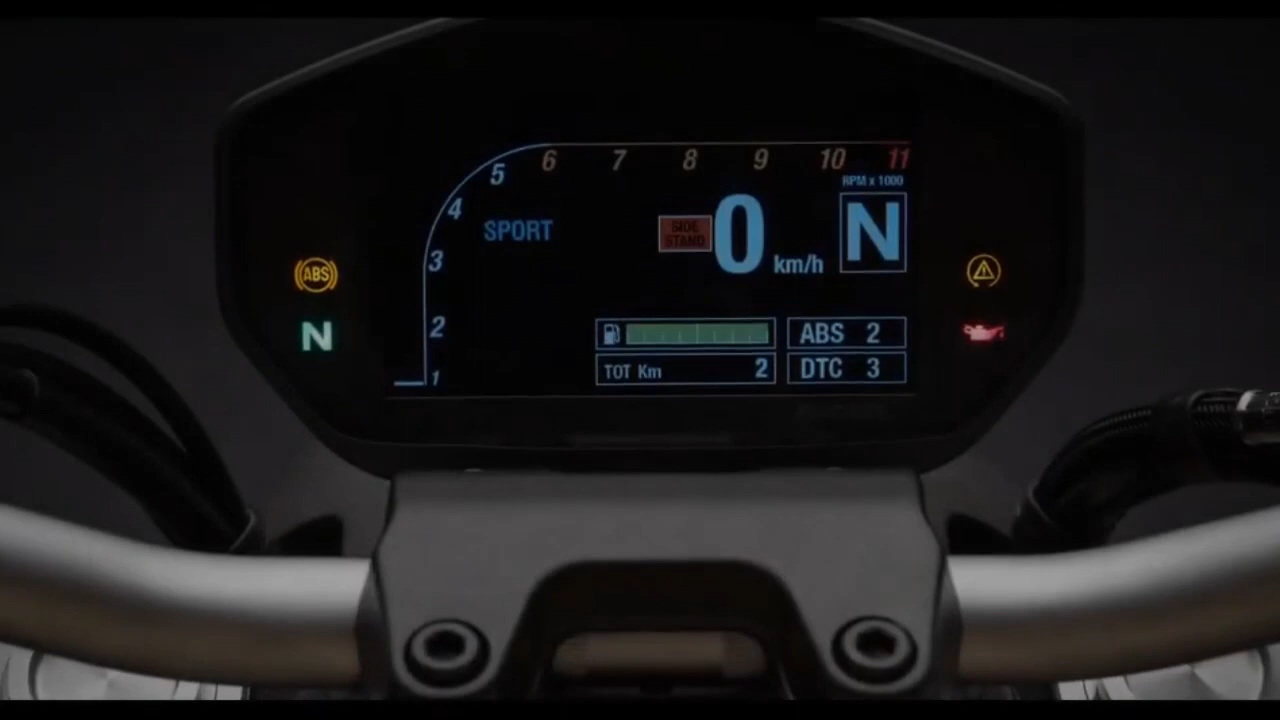 6 7 8 9 10 11
5
RPM x 1000
4
SPORT
SIDE
STAND
0 km/h
N
3
ABS
N
2
ABS 2
TOT Km 2
DTC 3
1